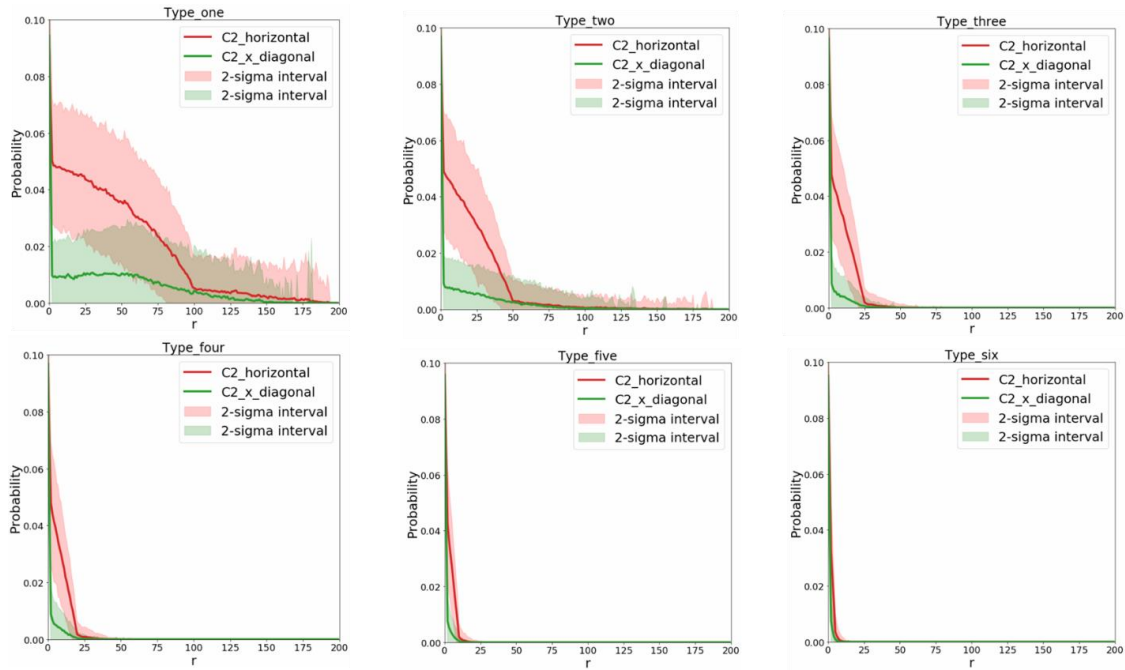 Type_one
C2_horizontal
C2_x_diagonal
2-sigma interval
2-sigma interval
Probability
0.10
0.08
0.06
0.04
0.02
0.00
0 25 50 75 100 125 150 175 200
r
Type_two
C2_horizontal
C2_x_diagonal
2-sigma interval
2-sigma interval
Probability
0.10
0.08
0.06
0.04
0.02
0.00
0 25 50 75 100 125 150 175 200
r
Type_three
C2_horizontal
C2_x_diagonal
2-sigma interval
2-sigma interval
Probability
0.10
0.08
0.06
0.04
0.02
0.00
0 25 50 75 100 125 150 175 200
r
Type_four
C2_horizontal
C2_x_diagonal
2-sigma interval
2-sigma interval
Probability
0.10
0.08
0.06
0.04
0.02
0.00
0 25 50 75 100 125 150 175 200
r
Type_five
C2_horizontal
C2_x_diagonal
2-sigma interval
2-sigma interval
Probability
0.10
0.08
0.06
0.04
0.02
0.00
0 25 50 75 100 125 150 175 200
r
Type_six
C2_horizontal
C2_x_diagonal
2-sigma interval
2-sigma interval
Probability
0.10
0.08
0.06
0.04
0.02
0.00
0 25 50 75 100 125 150 175 200
r